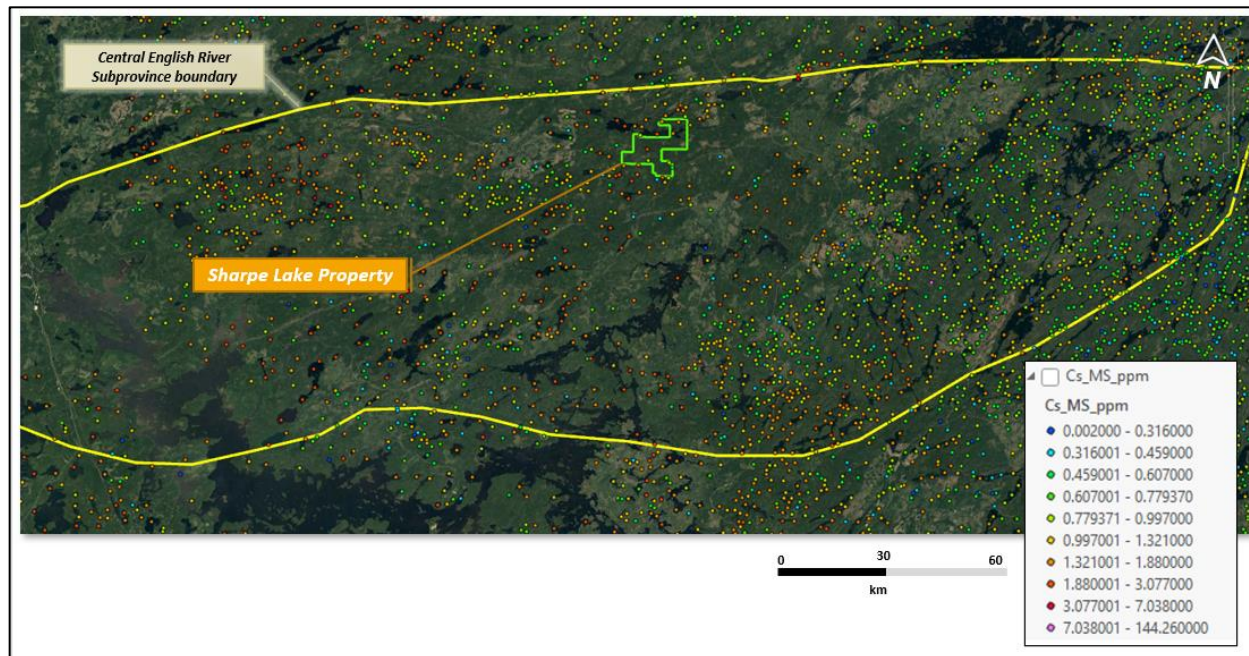 Central English River
Subprovince boundary
N
Sharpe Lake Property
Cs_MS_ppm
Cs_MS_ppm
0.002000 - 0.316000
0.316001 - 0.459000
0.459001 - 0.607000
0.607001 - 0.779370
0.779371 - 0.997000
0.997001 - 1.321000
1.321001 - 1.880000
1.880001 - 3.077000
3.077001 - 7.038000
7.038001 - 144.260000
0 30 60
km